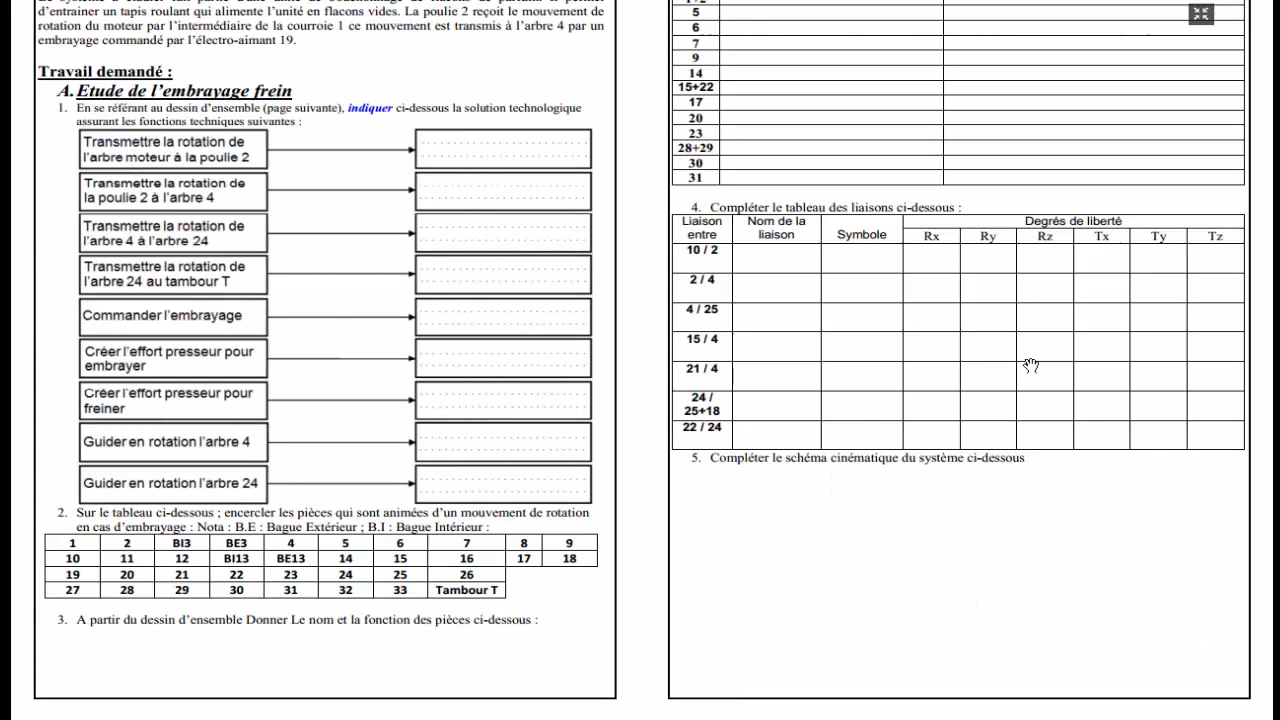 d'entrainer un tapis roulant qui alimente l'unité en flacons vides. La poulie 2 reçoit le mouvement de
rotation du moteur par l'intermédiaire de la courroie 1 ce mouvement est transmis à l'arbre 4 par un
embrayage commandé par l'électro-aimant 19.
Travail demandé :
A. Etude de l'embrayage frein
1. En se référant au dessin d'ensemble (page suivante), indiquer ci-dessous la solution technologique
assurant les fonctions techniques suivantes :
Transmettre la rotation de
l'arbre moteur à la poulie 2
Transmettre la rotation de
la poulie 2 à l'arbre 4
Transmettre la rotation de
l'arbre 4 à l'arbre 24
Transmettre la rotation de
l'arbre 24 au tambour T
Commander l'embrayage
Créer l'effort presseur pour
embrayer
Créer l'effort presseur pour
freiner
Guider en rotation l'arbre 4
Guider en rotation l'arbre 24
2. Sur le tableau ci-dessous ; encercler les pièces qui sont animées d'un mouvement de rotation
en cas d'embrayage : Nota : B.E : Bague Extérieur ; B.I : Bague Intérieur :
1 2 BI3 BE3 4 5 6 7 8 9
10 11 12 BI13 BE13 14 15 16 17 18
19 20 21 22 23 24 25 26
27 28 29 30 31 32 33 Tambour T
3. A partir du dessin d'ensemble Donner Le nom et la fonction des pièces ci-dessous :
5
6
7
9
14
15+22
17
20
23
28+29
30
31
4. Compléter le tableau des liaisons ci-dessous :
Liaison entre Nom de la liaison Symbole Degrés de liberté
Rx Ry Rz Tx Ty Tz
10 / 2
2 / 4
4 / 25
15 / 4
21 / 4
24 /
25+18
22 / 24
5. Compléter le schéma cinématique du système ci-dessous